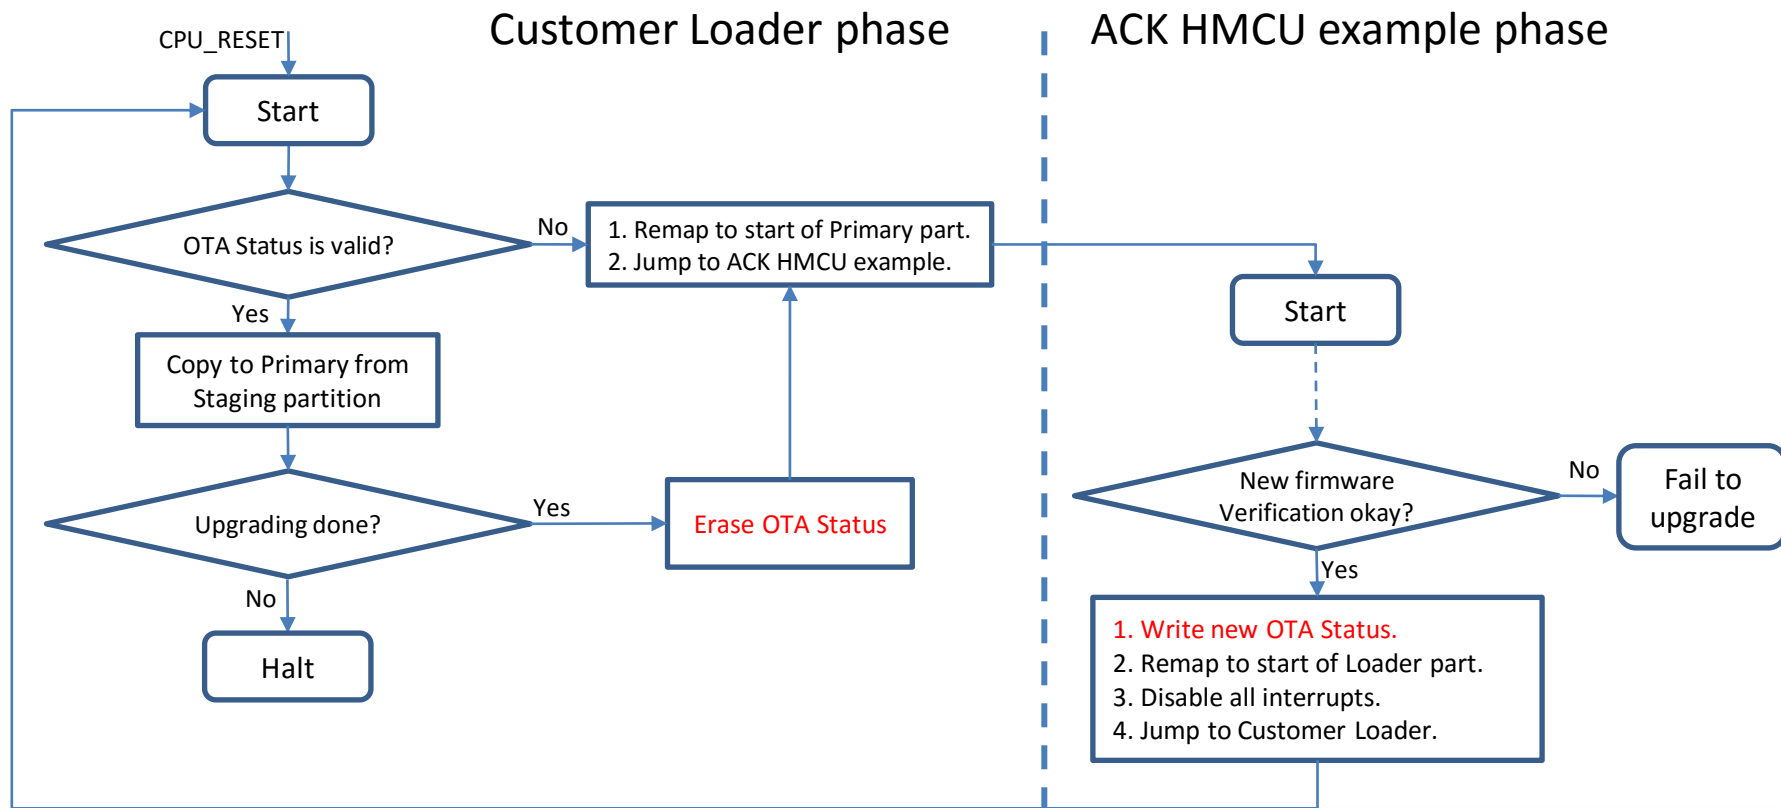 Customer Loader phase
CPU_RESET
Start
OTA Status is valid?
No
1. Remap to start of Primary part.
2. Jump to ACK HMCU example.
Yes
Copy to Primary from
Staging partition
Upgrading done?
Yes
Erase OTA Status
No
Halt
ACK HMCU example phase
Start
New firmware
Verification okay?
No
Fail to
upgrade
Yes
1. Write new OTA Status.
2. Remap to start of Loader part.
3. Disable all interrupts.
4. Jump to Customer Loader.